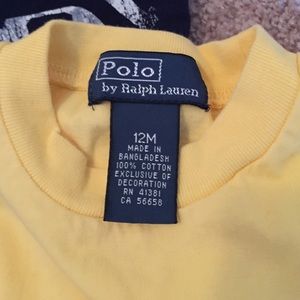 Polo
by Ralph Lauren
12M
MADE IN
BANGLADESH
100% COTTON
EXCLUSIVE OF
DECORATION
RN 41381
CA 56658